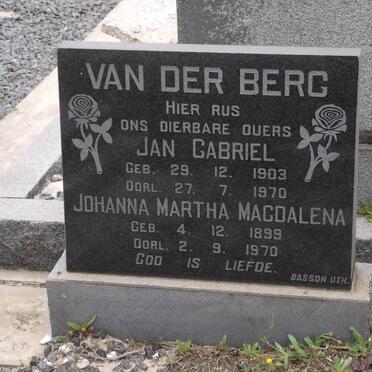 VAN DER BERG
HIER RUS
ONS DIERBARE OUERS
JAN GABRIEL
GEB. 29. 12. 1903
OORL. 27. 7. 1970
JOHANNA MARTHA MAGDALENA
GEB. 4. 12. 1899
OORL. 2. 9. 1970
GOD IS LIEFDE.
BASSON UTH.